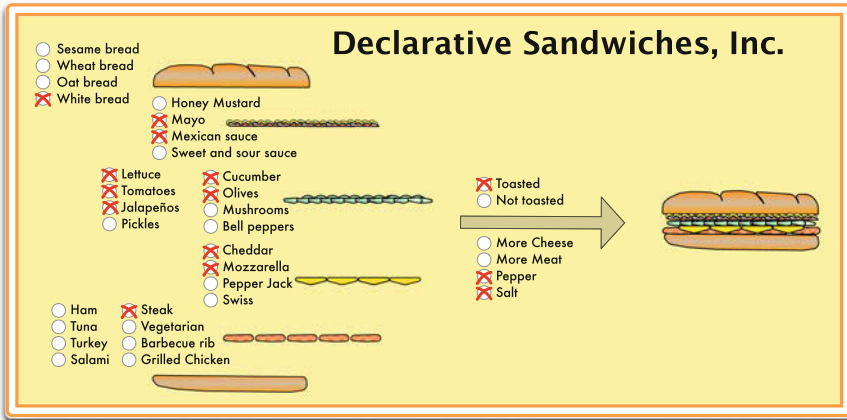 Declarative Sandwiches, Inc.
Sesame bread
Wheat bread
Oat bread
White bread
Honey Mustard
Mayo
Mexican sauce
Sweet and sour sauce
Lettuce
Tomatoes
Jalapeños
Pickles
Cucumber
Olives
Mushrooms
Bell peppers
Cheddar
Mozzarella
Pepper Jack
Swiss
Ham
Tuna
Turkey
Salami
Steak
Vegetarian
Barbecue rib
Grilled Chicken
Toasted
Not toasted
More Cheese
More Meat
Pepper
Salt